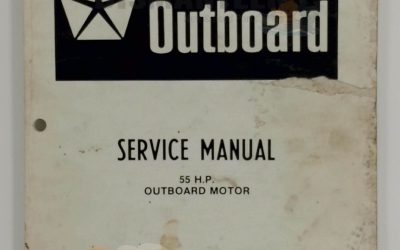 Outboard
SERVICE MANUAL
55 H.P.
OUTBOARD MOTOR